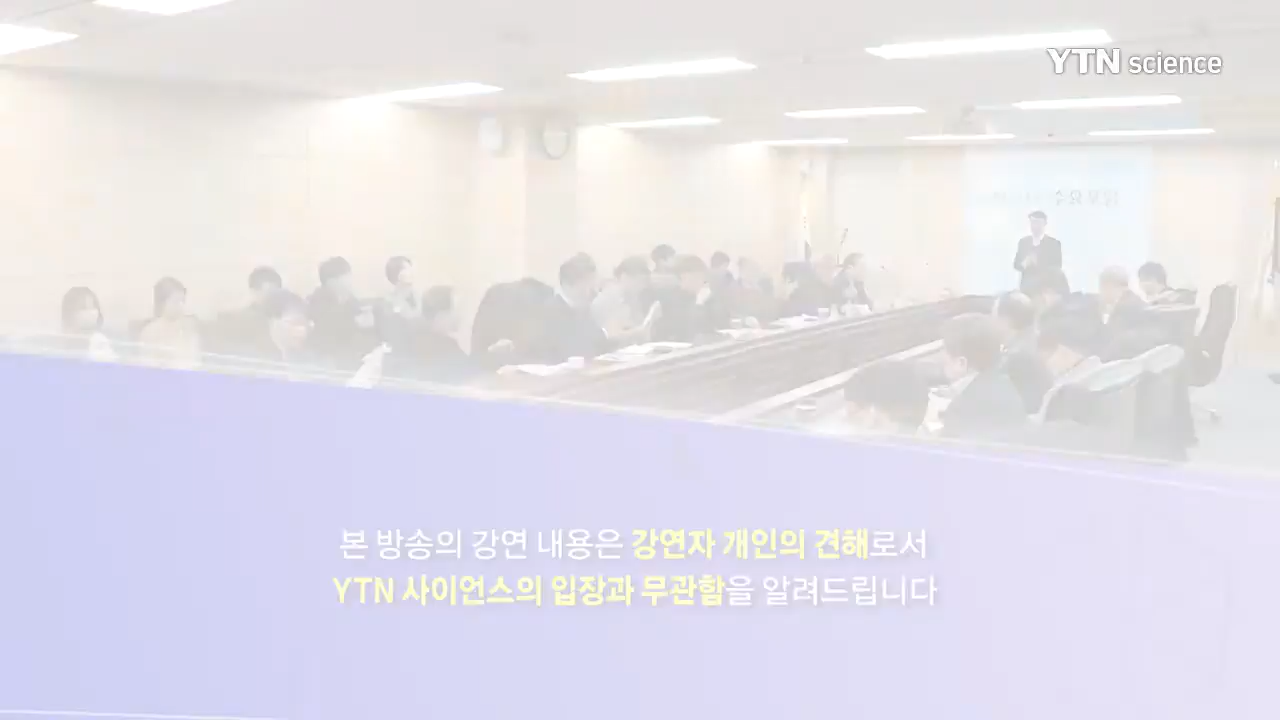 YTN science
본 방송의 강연 내용은 강연자 개인의 견해로서
YTN 사이언스의 입장과 무관함을 알려드립니다